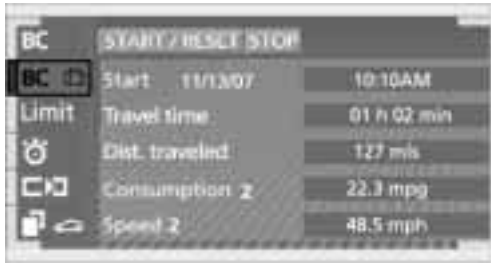 BC START / RESET STOP
BC Start 11/13/07 10:10AM
Limit Travel time 01 h 02 min
Dist. traveled 127 mls
Consumption 2 22.3 mpg
Speed 2 48.5 mph